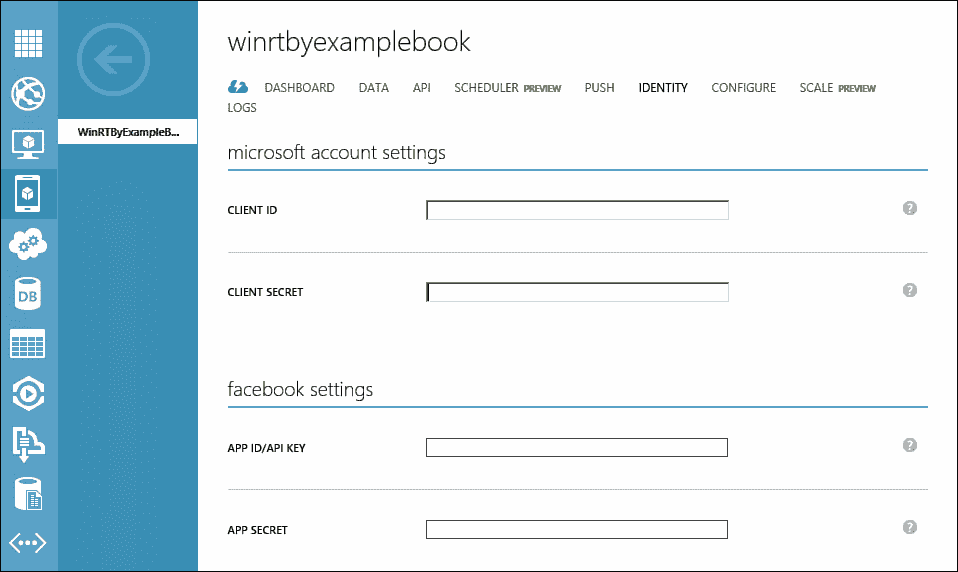 winrtbyexamplebook
DASHBOARD DATA API SCHEDULER PREVIEW PUSH IDENTITY CONFIGURE SCALE PREVIEW
LOGS
WinRTByExampleB...
microsoft account settings
CLIENT ID
?
CLIENT SECRET
?
facebook settings
APP ID/API KEY
?
APP SECRET
?
DB